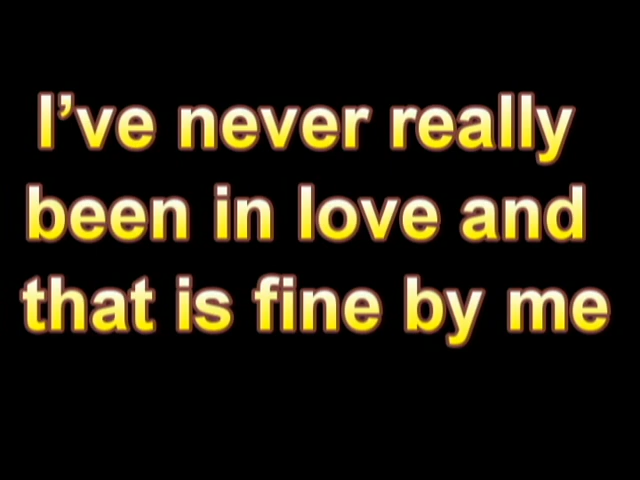 I’ve never really
been in love and
that is fine by me